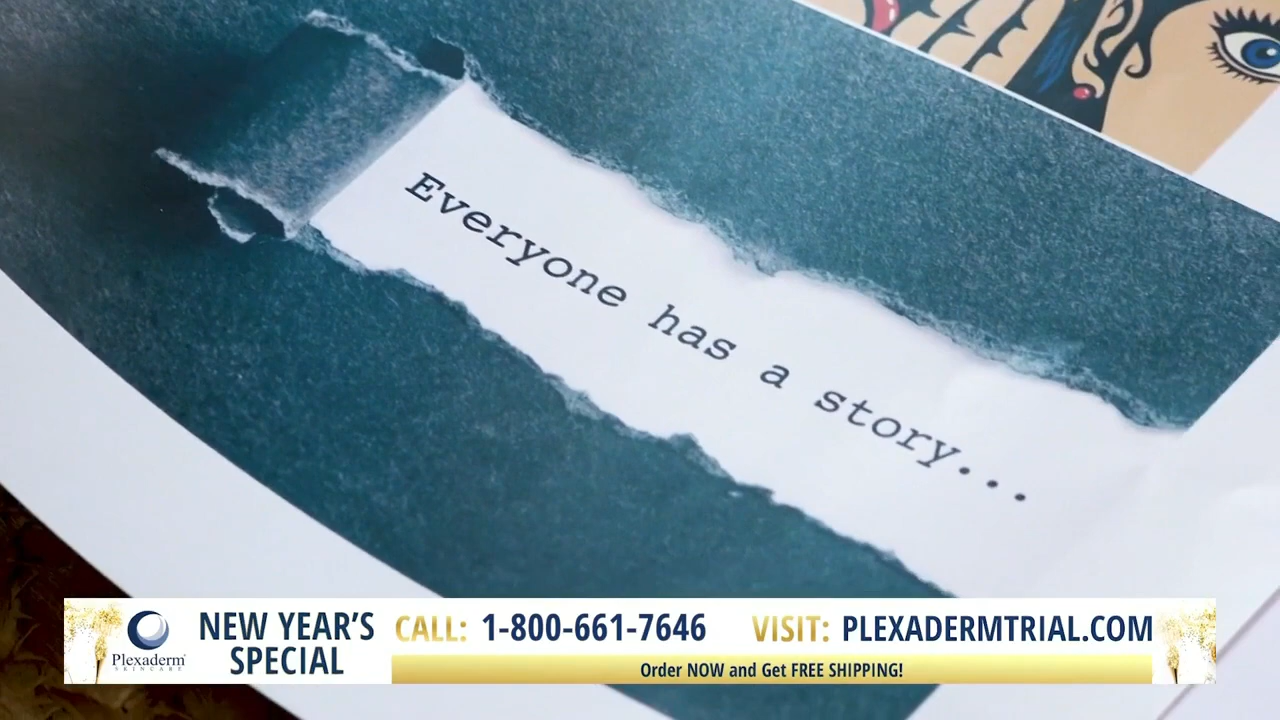 Everyone has a story...
Plexaderm®
SKINCARE
NEW YEAR'S
SPECIAL
CALL: 1-800-661-7646
VISIT: PLEXADERMTRIAL.COM
Order NOW and Get FREE SHIPPING!